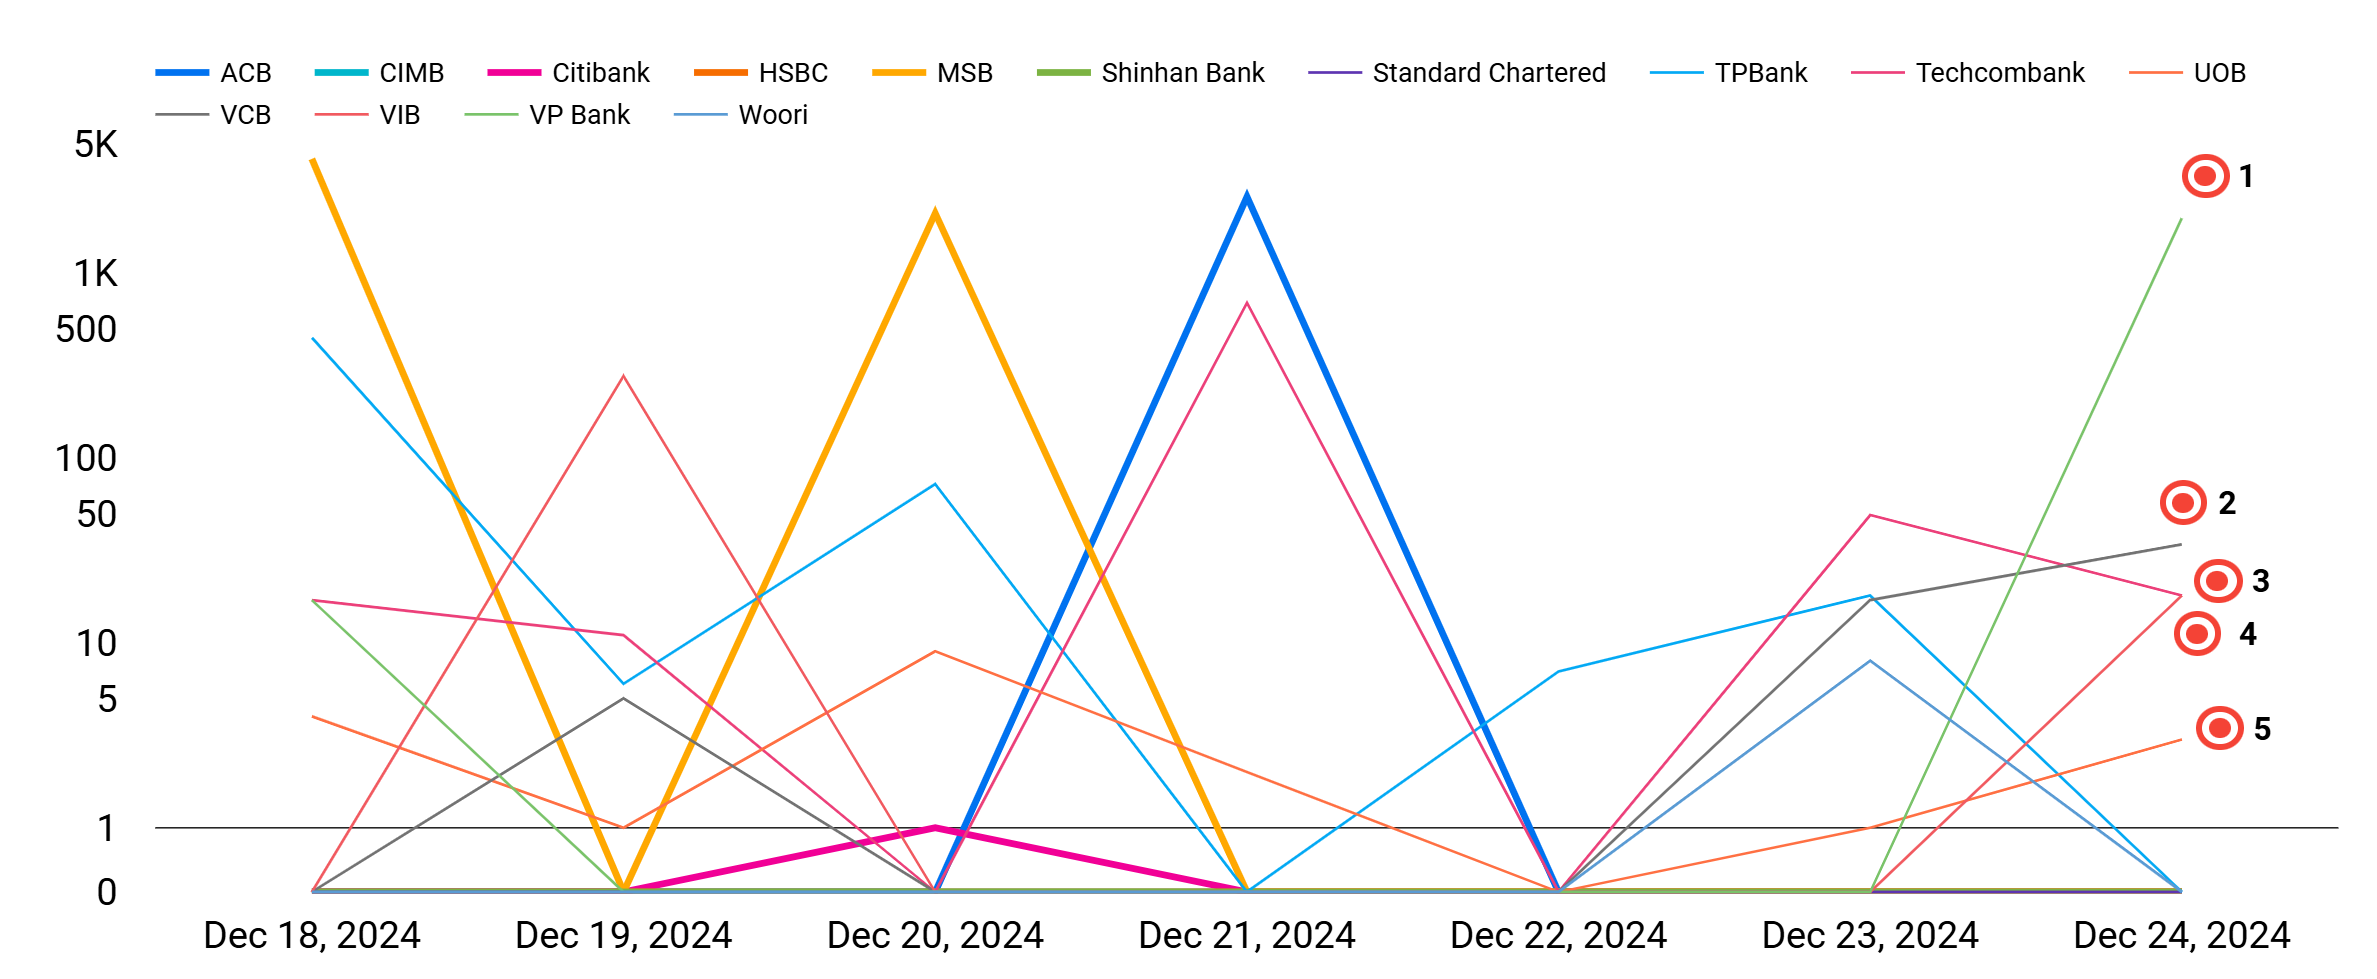 ACB CIMB Citibank HSBC MSB Shinhan Bank Standard Chartered TPBank Techcombank UOB
VCB VIB VP Bank Woori
5K
1K
500
100
50
10
5
1
0
1
2
3
4
5
Dec 18, 2024 Dec 19, 2024 Dec 20, 2024 Dec 21, 2024 Dec 22, 2024 Dec 23, 2024 Dec 24, 2024